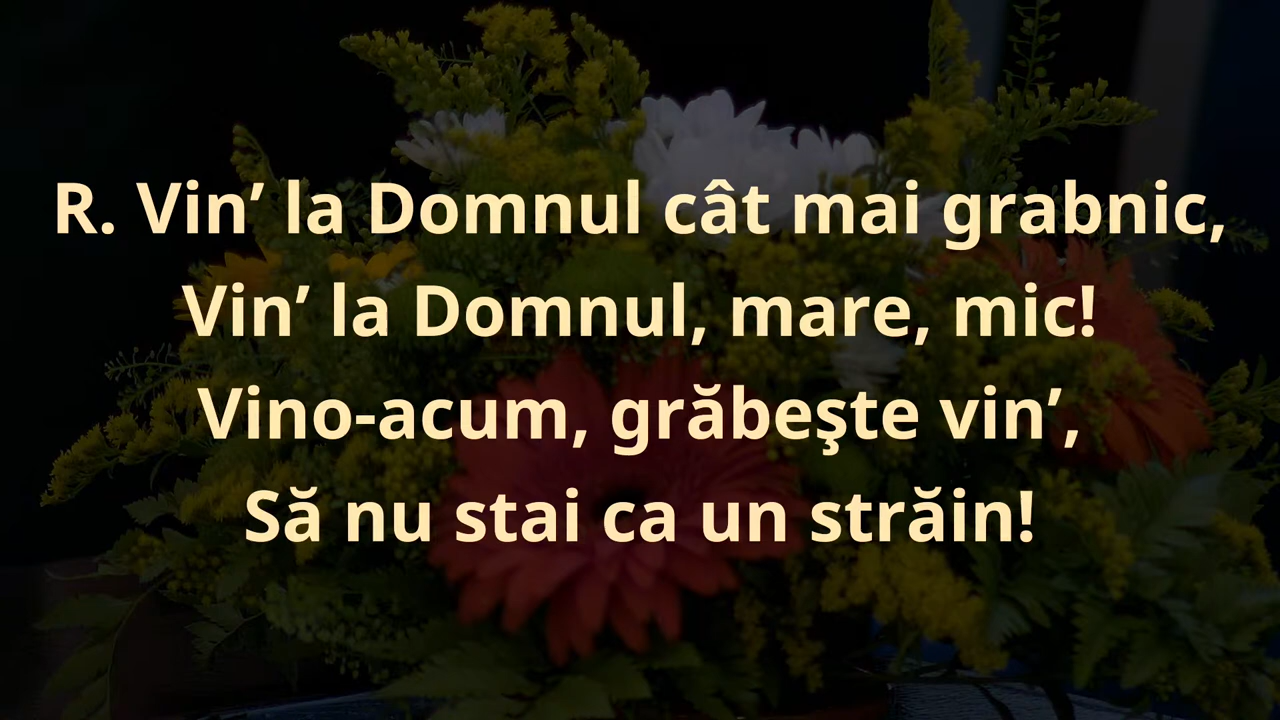 R. Vin’ la Domnul cât mai grabnic,
Vin’ la Domnul, mare, mic!
Vino-acum, grăbeşte vin’,
Să nu stai ca un străin!